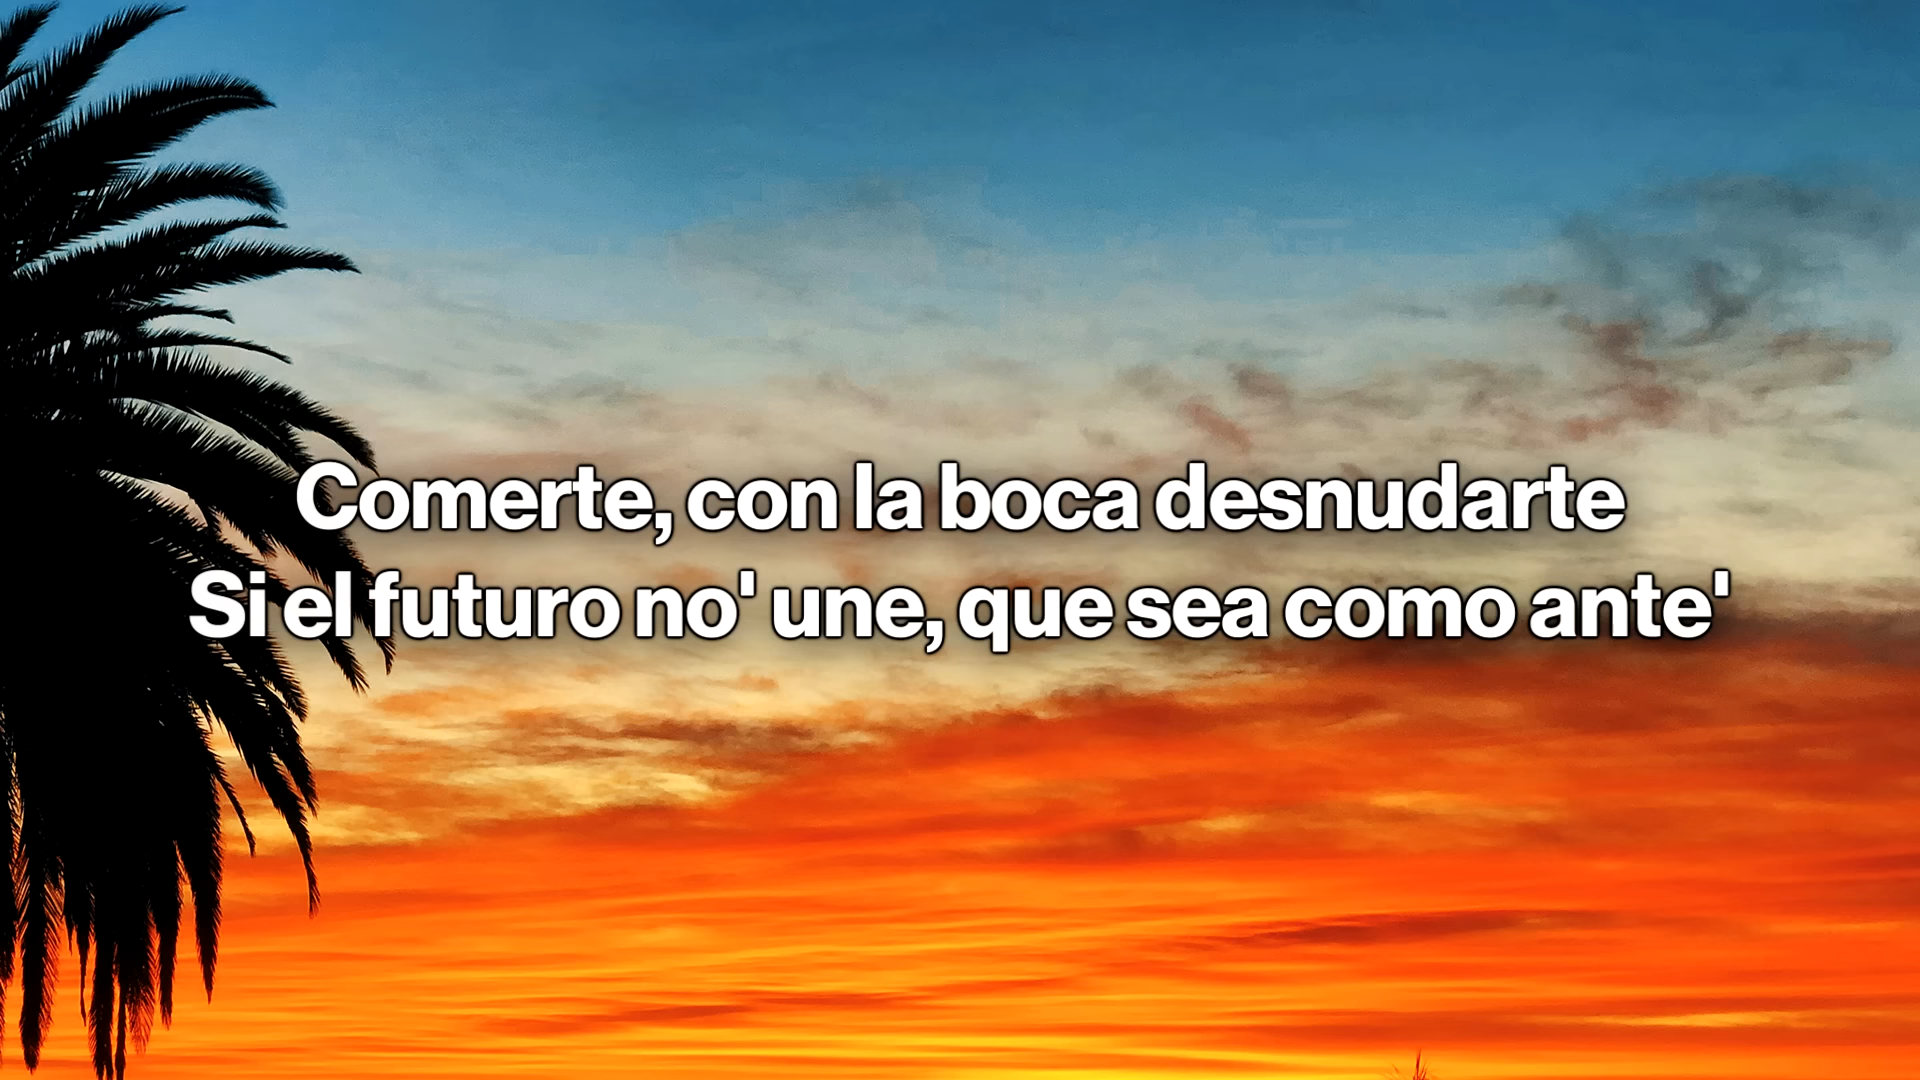 Comerte, con la boca desnudarte
Si el futuro no' une, que sea como ante'